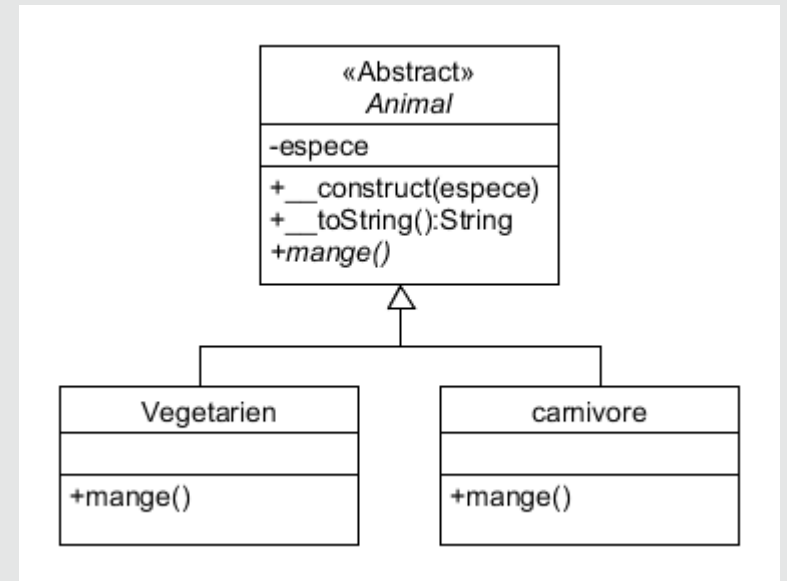 «Abstract»
Animal
-espece
+__construct(espece)
+__toString():String
+mange()
Vegetarien
+mange()
carnivore
+mange()